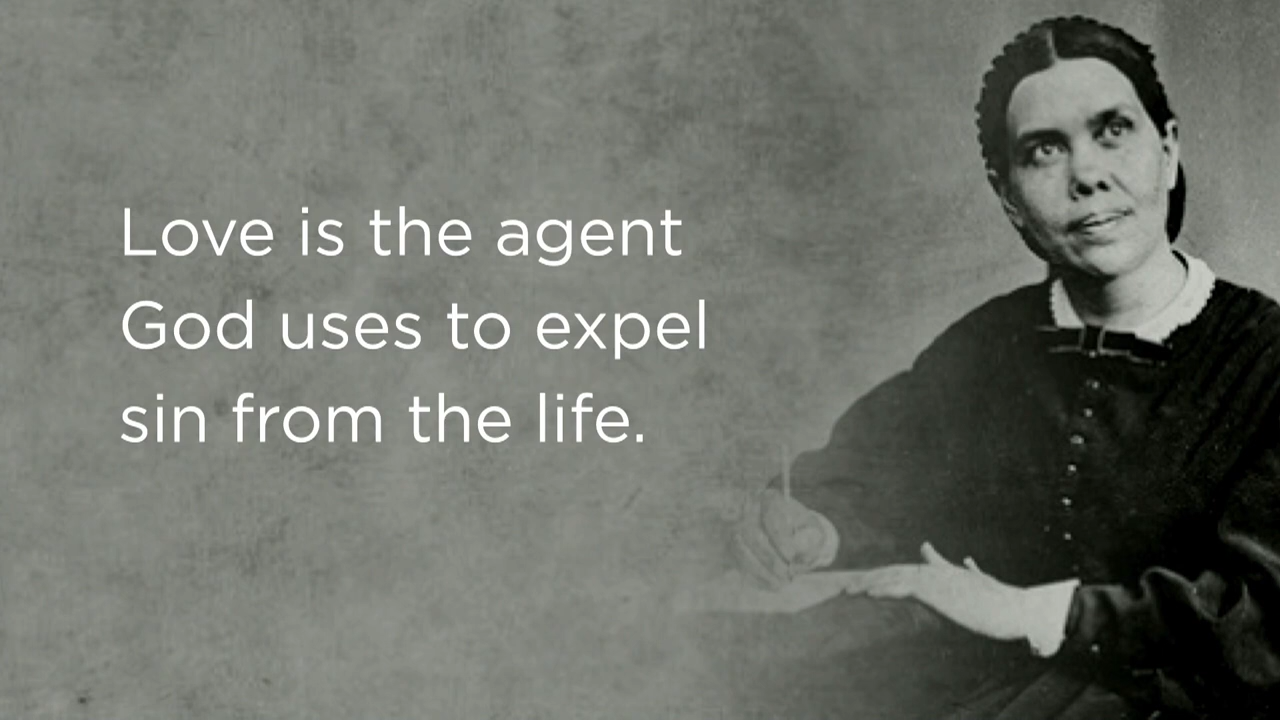 Love is the agent
God uses to expel
sin from the life.